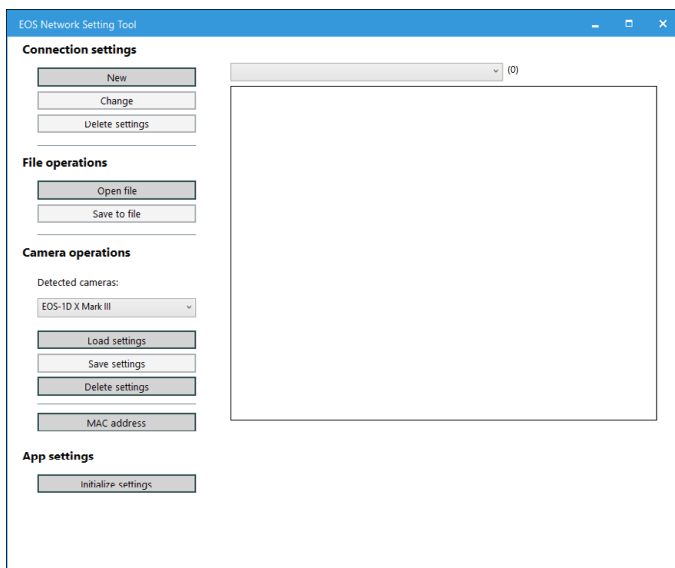 EOS Network Setting Tool
Connection settings
New
(0)
Change
Delete settings
File operations
Open file
Save to file
Camera operations
Detected cameras:
EOS-1D X Mark III
Load settings
Save settings
Delete settings
MAC address
App settings
Initialize settings